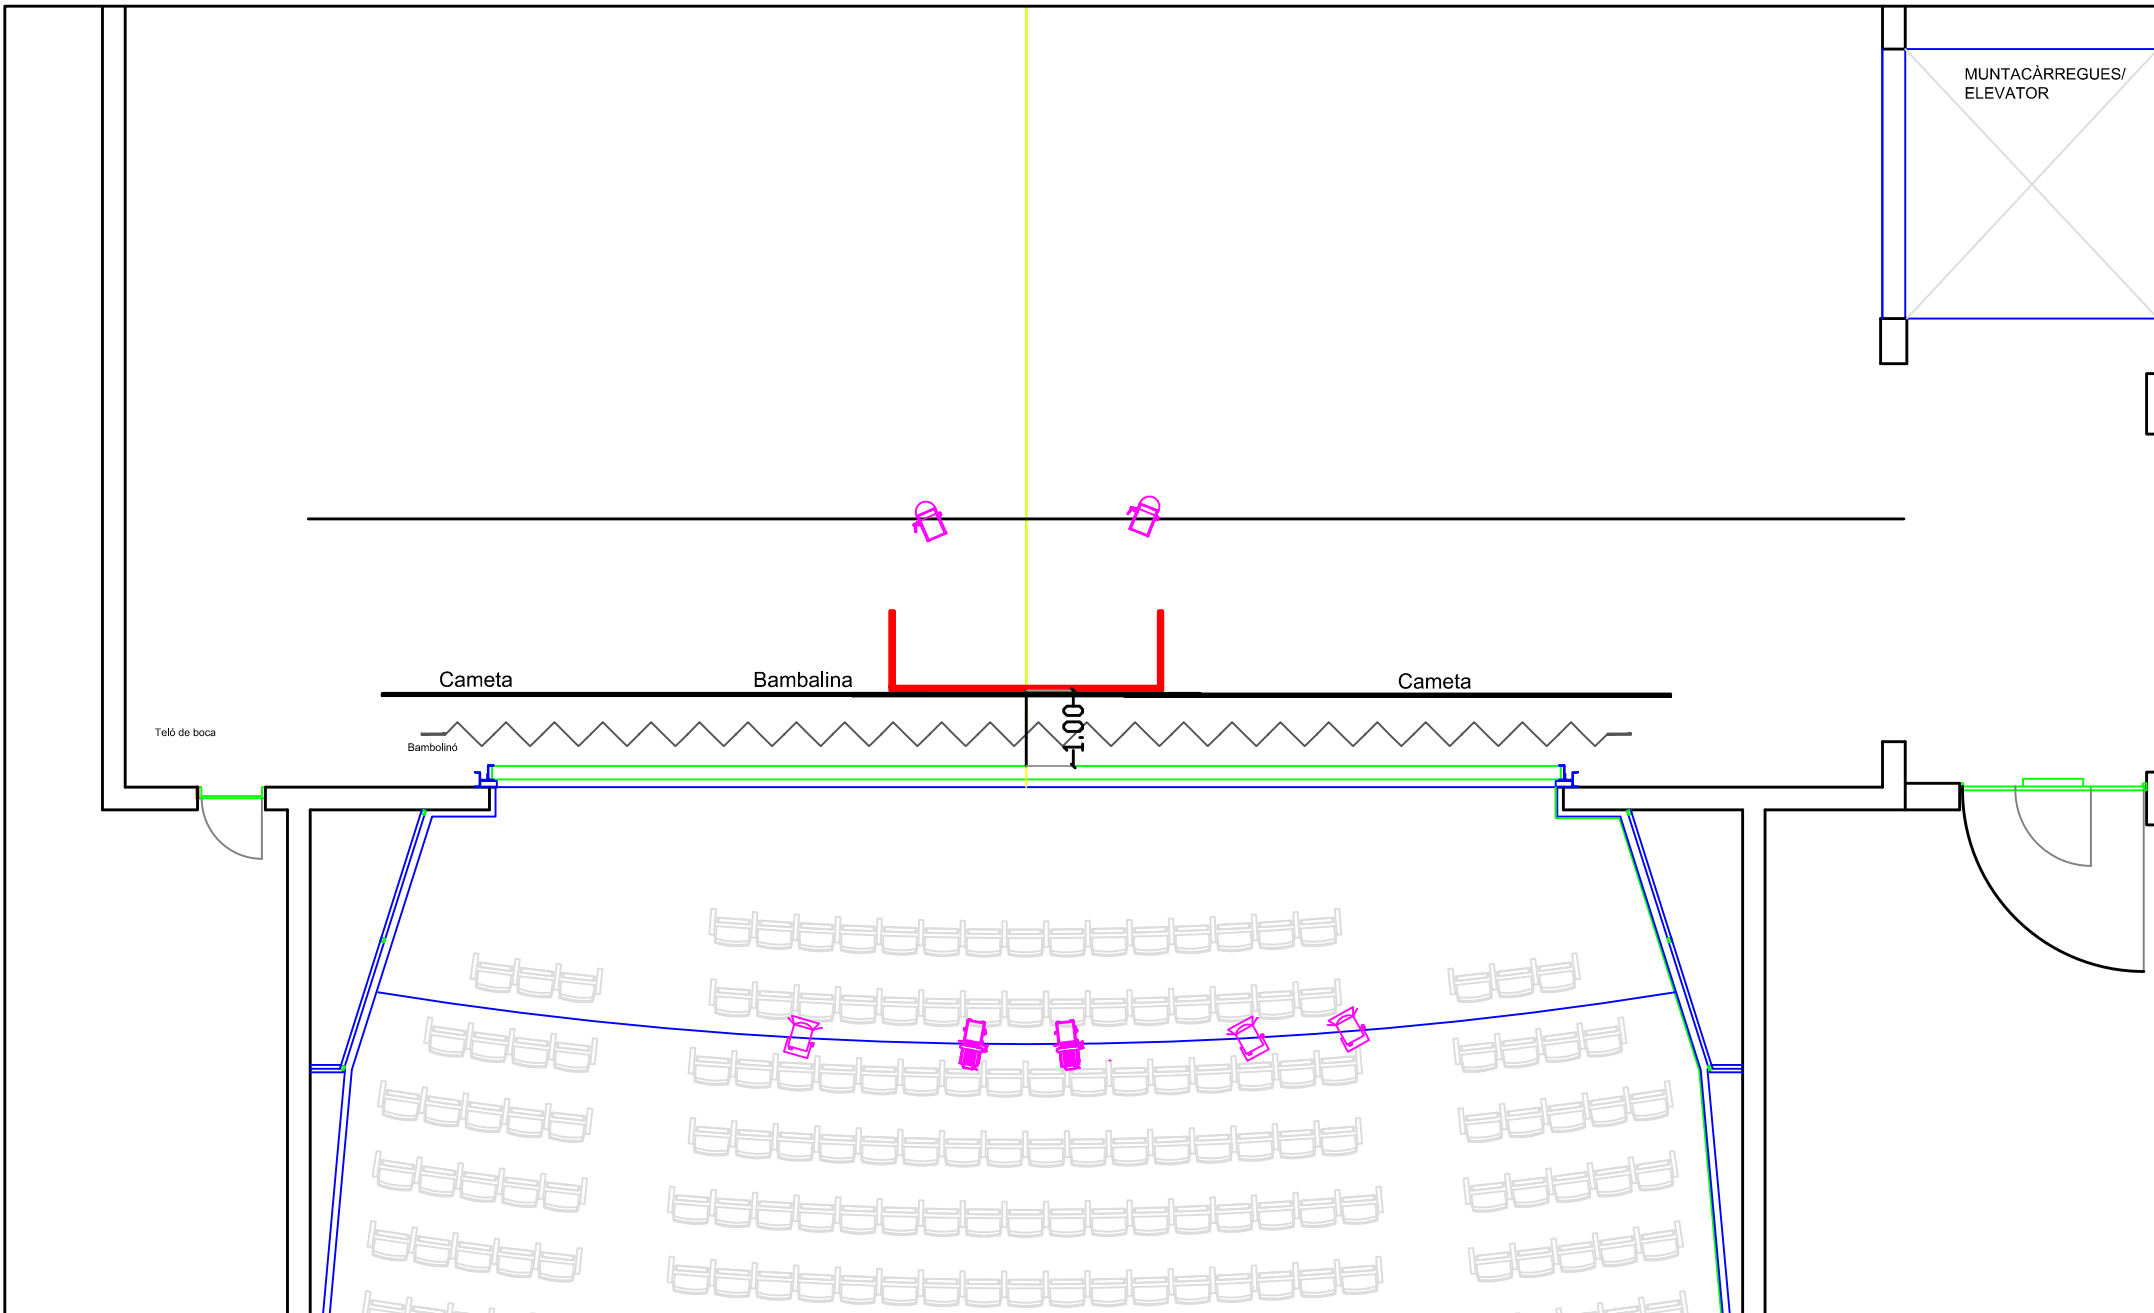 MUNTACÀRREGUES/
ELEVATOR
Cameta
Bambalina
Cameta
1.00
Teló de boca
Bambolinó